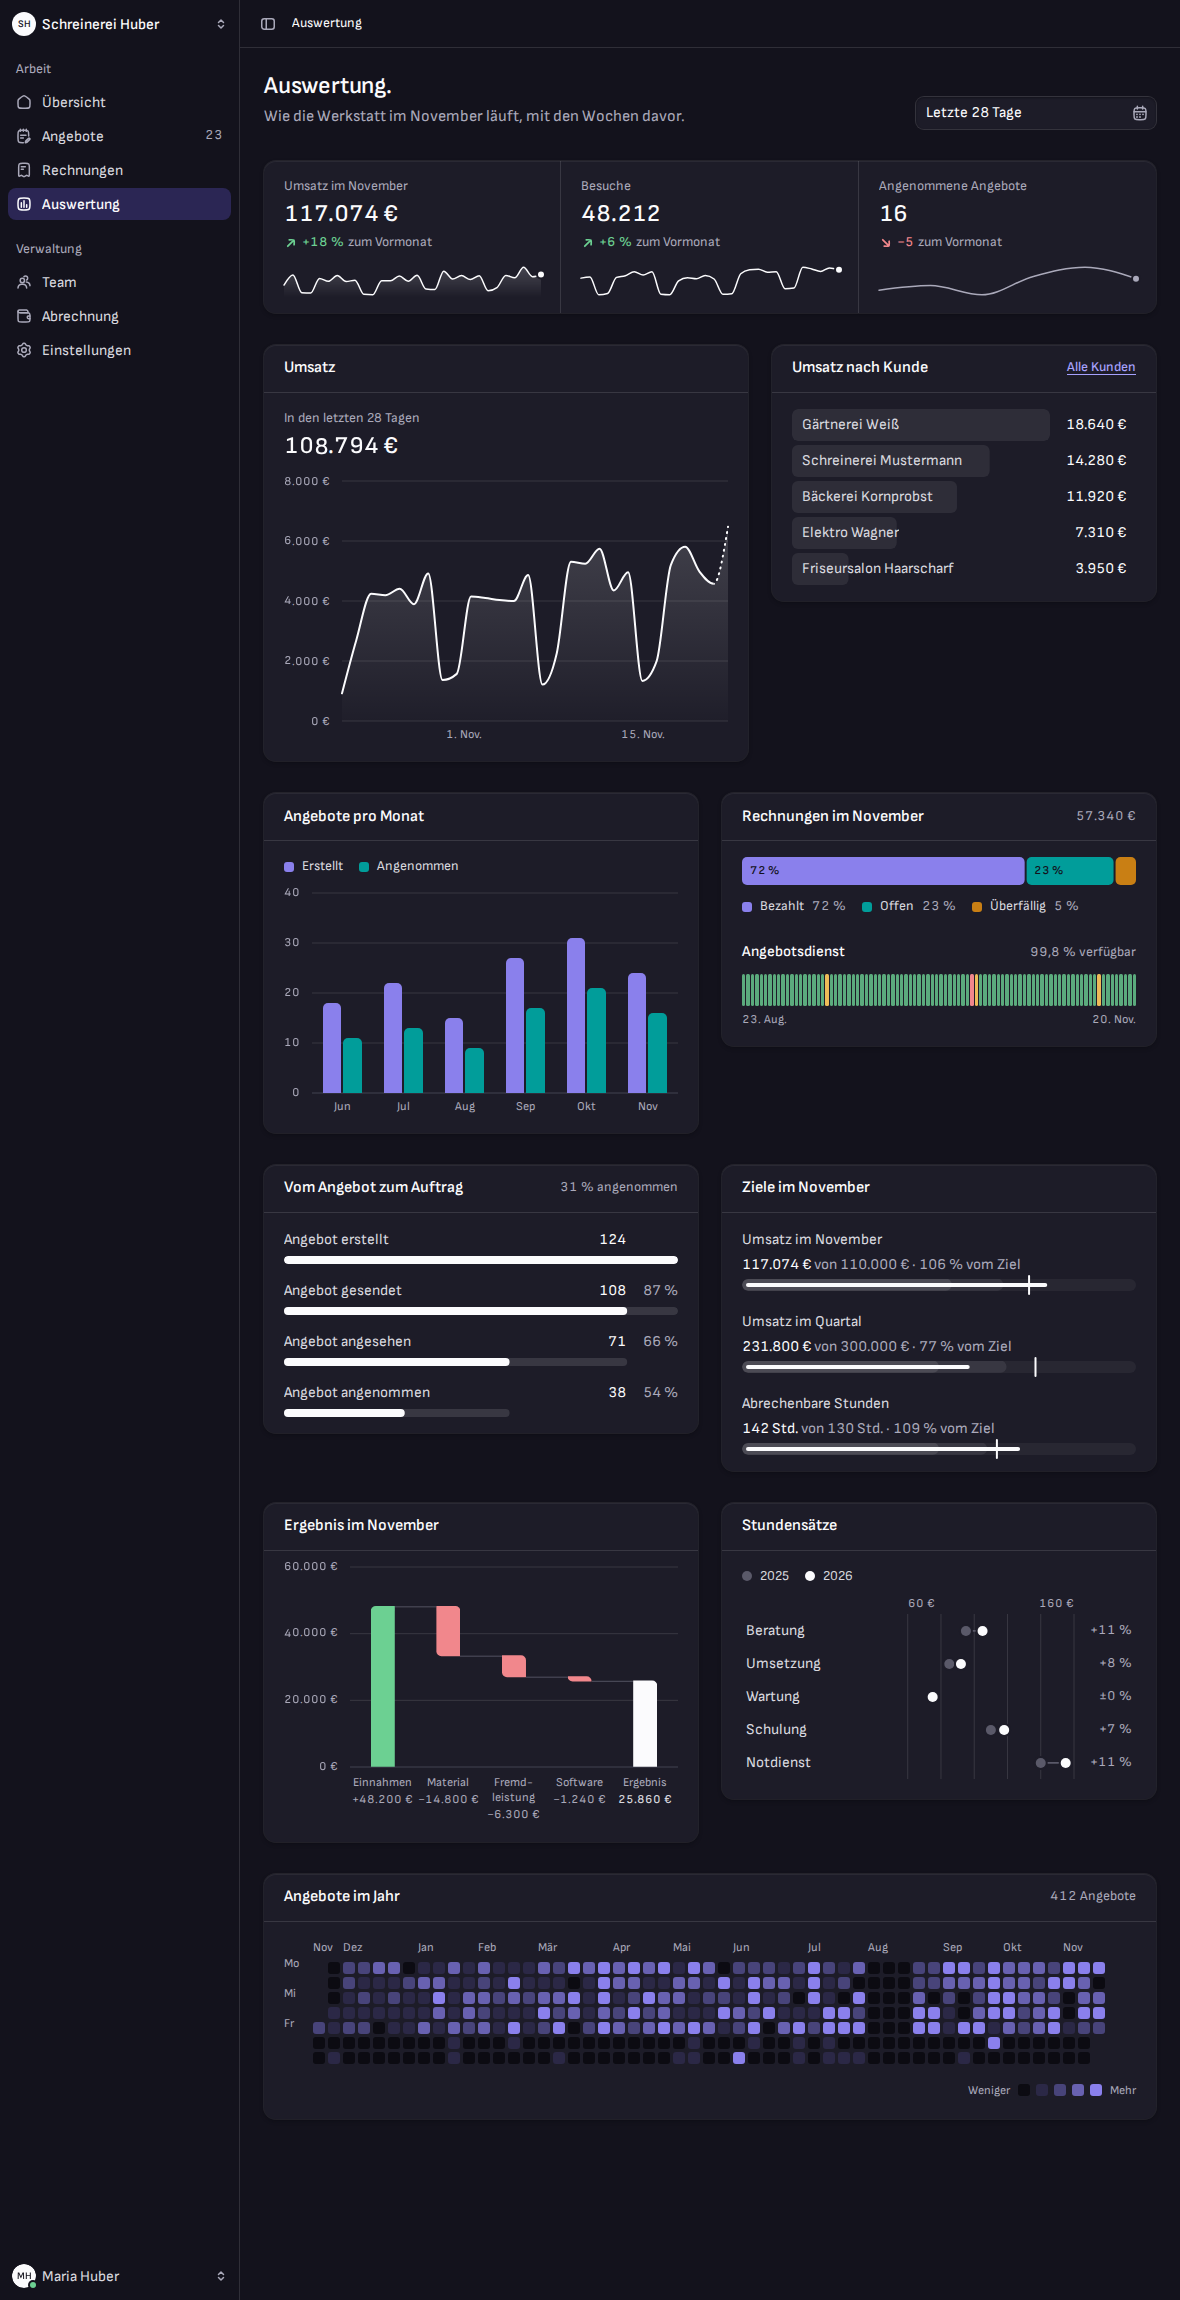 SH Schreinerei Huber
Arbeit
Übersicht
Angebote 23
Rechnungen
Auswertung
Verwaltung
Team
Abrechnung
Einstellungen
MH Maria Huber
Auswertung
Auswertung.
Wie die Werkstatt im November läuft, mit den Wochen davor.
Letzte 28 Tage
Umsatz im November
117.074 €
+18 % zum Vormonat
Besuche
48.212
+6 % zum Vormonat
Angenommene Angebote
16
−5 zum Vormonat
Umsatz
In den letzten 28 Tagen
108.794 €
8.000 €
6.000 €
4.000 €
2.000 €
0 €
1. Nov. 15. Nov.
Umsatz nach Kunde Alle Kunden
Gärtnerei Weiß 18.640 €
Schreinerei Mustermann 14.280 €
Bäckerei Kornprobst 11.920 €
Elektro Wagner 7.310 €
Friseursalon Haarscharf 3.950 €
Angebote pro Monat
Erstellt Angenommen
40
30
20
10
0
Jun Jul Aug Sep Okt Nov
Rechnungen im November 57.340 €
72 % 23 %
Bezahlt 72 % Offen 23 % Überfällig 5 %
Angebotsdienst 99,8 % verfügbar
23. Aug. 20. Nov.
Vom Angebot zum Auftrag 31 % angenommen
Angebot erstellt 124
Angebot gesendet 108 87 %
Angebot angesehen 71 66 %
Angebot angenommen 38 54 %
Ziele im November
Umsatz im November
117.074 € von 110.000 € · 106 % vom Ziel
Umsatz im Quartal
231.800 € von 300.000 € · 77 % vom Ziel
Abrechenbare Stunden
142 Std. von 130 Std. · 109 % vom Ziel
Ergebnis im November
60.000 €
40.000 €
20.000 €
0 €
Einnahmen Material Fremd- Software Ergebnis
leistung
+48.200 € −14.800 € −6.300 € −1.240 € 25.860 €
Stundensätze
2025 2026
60 € 160 €
Beratung +11 %
Umsetzung +8 %
Wartung ±0 %
Schulung +7 %
Notdienst +11 %
Angebote im Jahr 412 Angebote
Nov Dez Jan Feb Mär Apr Mai Jun Jul Aug Sep Okt Nov
Mo
Mi
Fr
Weniger Mehr